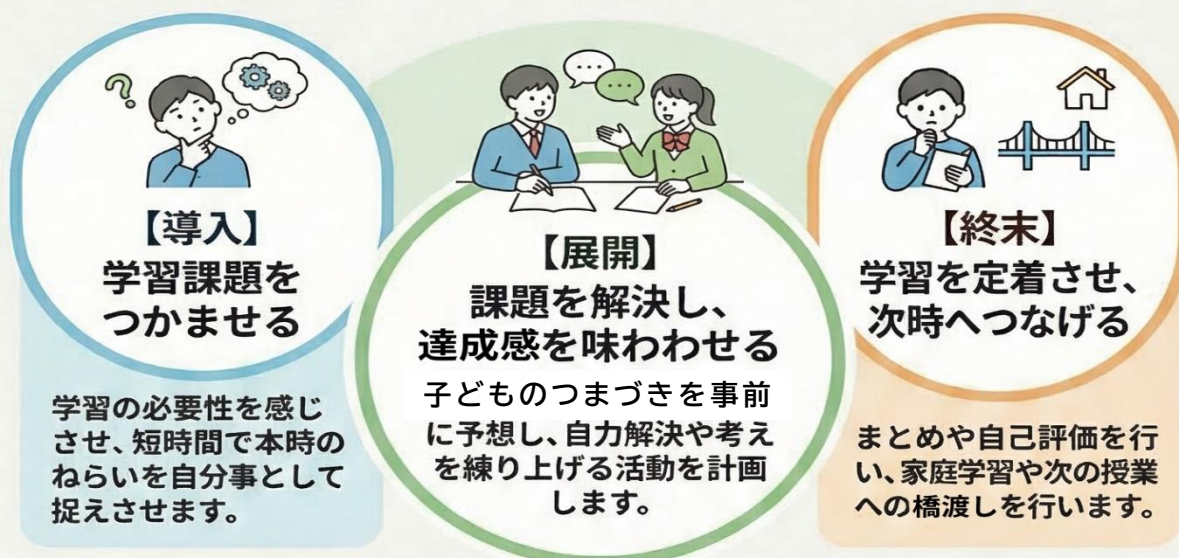 【導入】
学習課題を
つかませる
学習の必要性を感じ
させ、短時間で本時の
ねらいを自分事として
捉えさせます。
【展開】
課題を解決し、
達成感を味わわせる
子どものつまづきを事前
に予想し、自力解決や考え
を練り上げる活動を計画
します。
【終末】
学習を定着させ、
次時へつなげる
まとめや自己評価を行
い、家庭学習や次の授業
への橋渡しを行います。